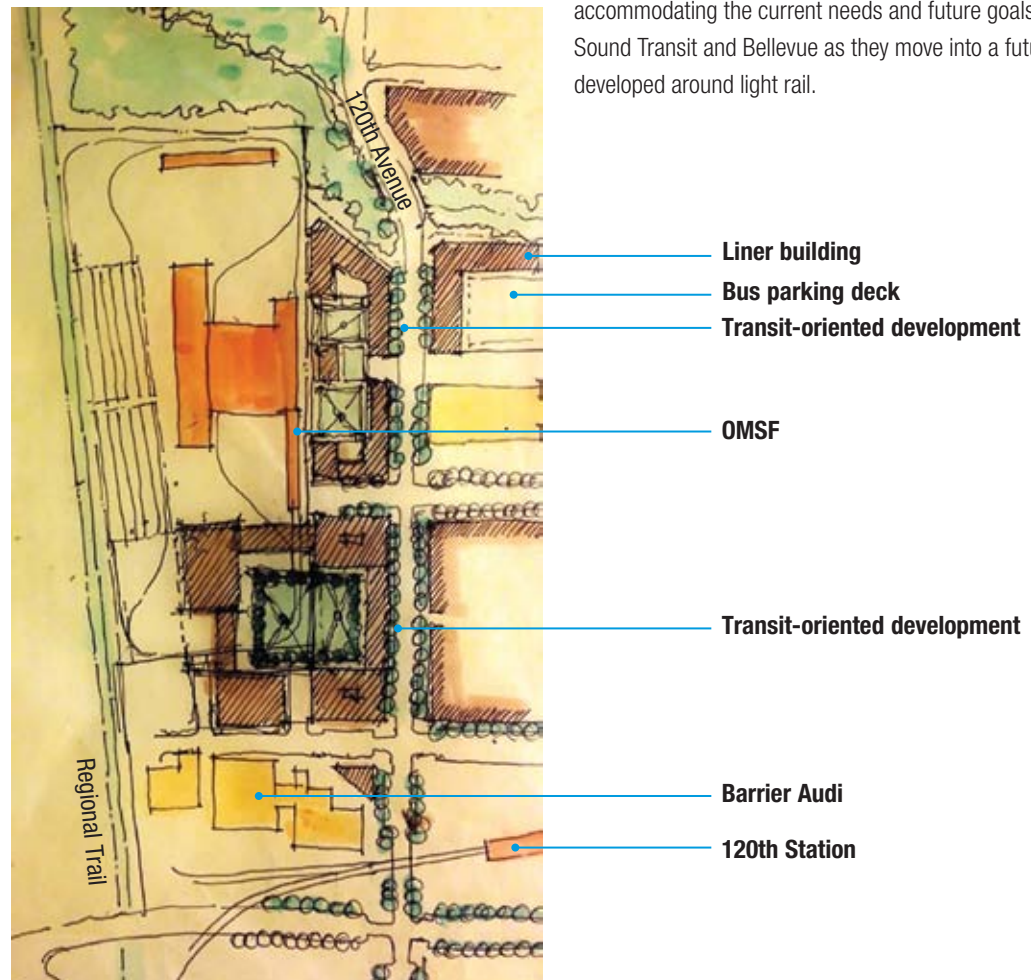 accommodating the current needs and future goals
Sound Transit and Bellevue as they move into a
developed around light rail.
120th Avenue
Liner building
Bus parking deck
Transit-oriented development
OMSF
Transit-oriented development
Regional Trail
Barrier Audi
120th Station